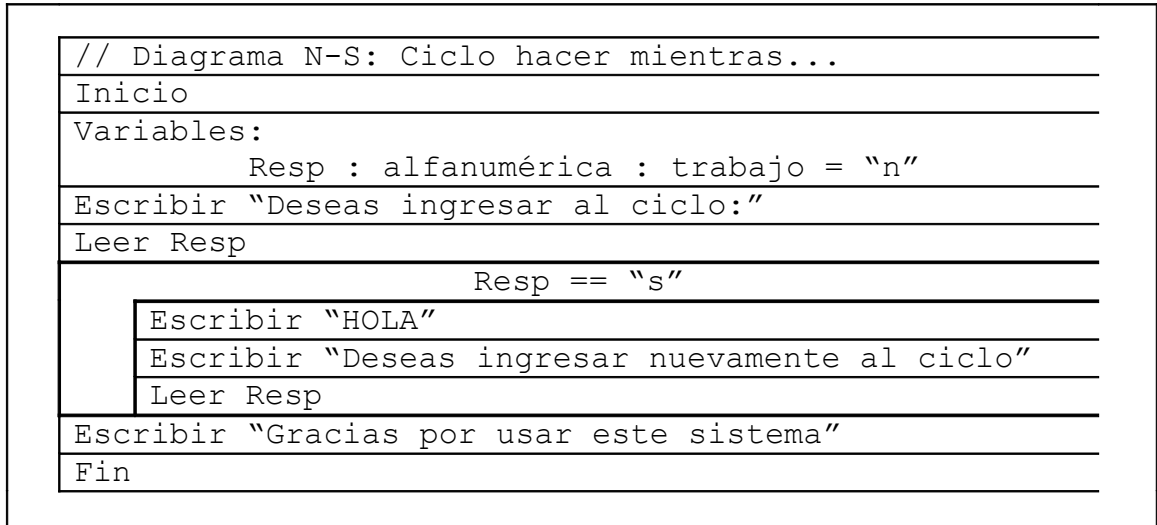 // Diagrama N-S: Ciclo hacer mientras...
Inicio
Variables:
Resp : alfanumérica : trabajo = “n”
Escribir “Deseas ingresar al ciclo:”
Leer Resp
Resp == “s”
Escribir “HOLA”
Escribir “Deseas ingresar nuevamente al ciclo”
Leer Resp
Escribir “Gracias por usar este sistema”
Fin